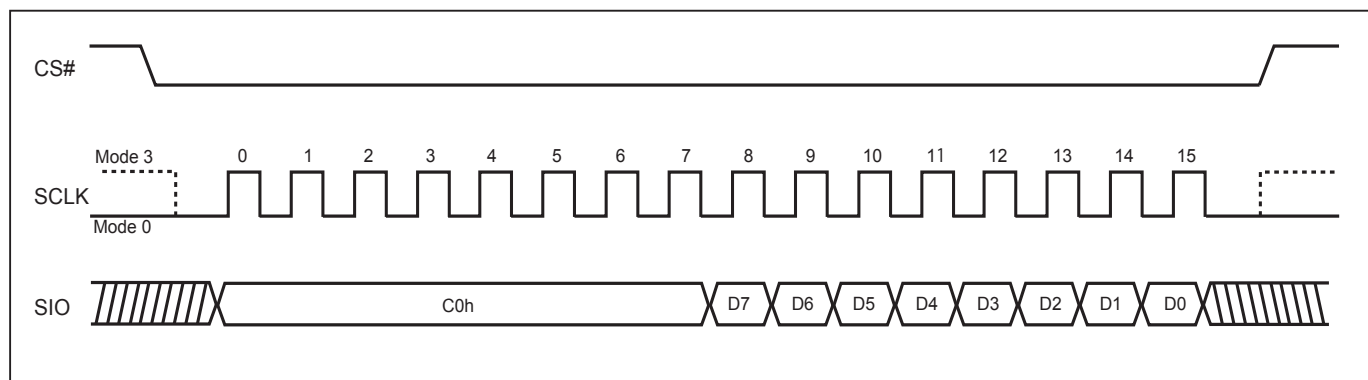 CS#
Mode 3
0 1 2 3 4 5 6 7 8 9 10 11 12 13 14 15
SCLK
Mode 0
SIO
C0h D7 D6 D5 D4 D3 D2 D1 D0